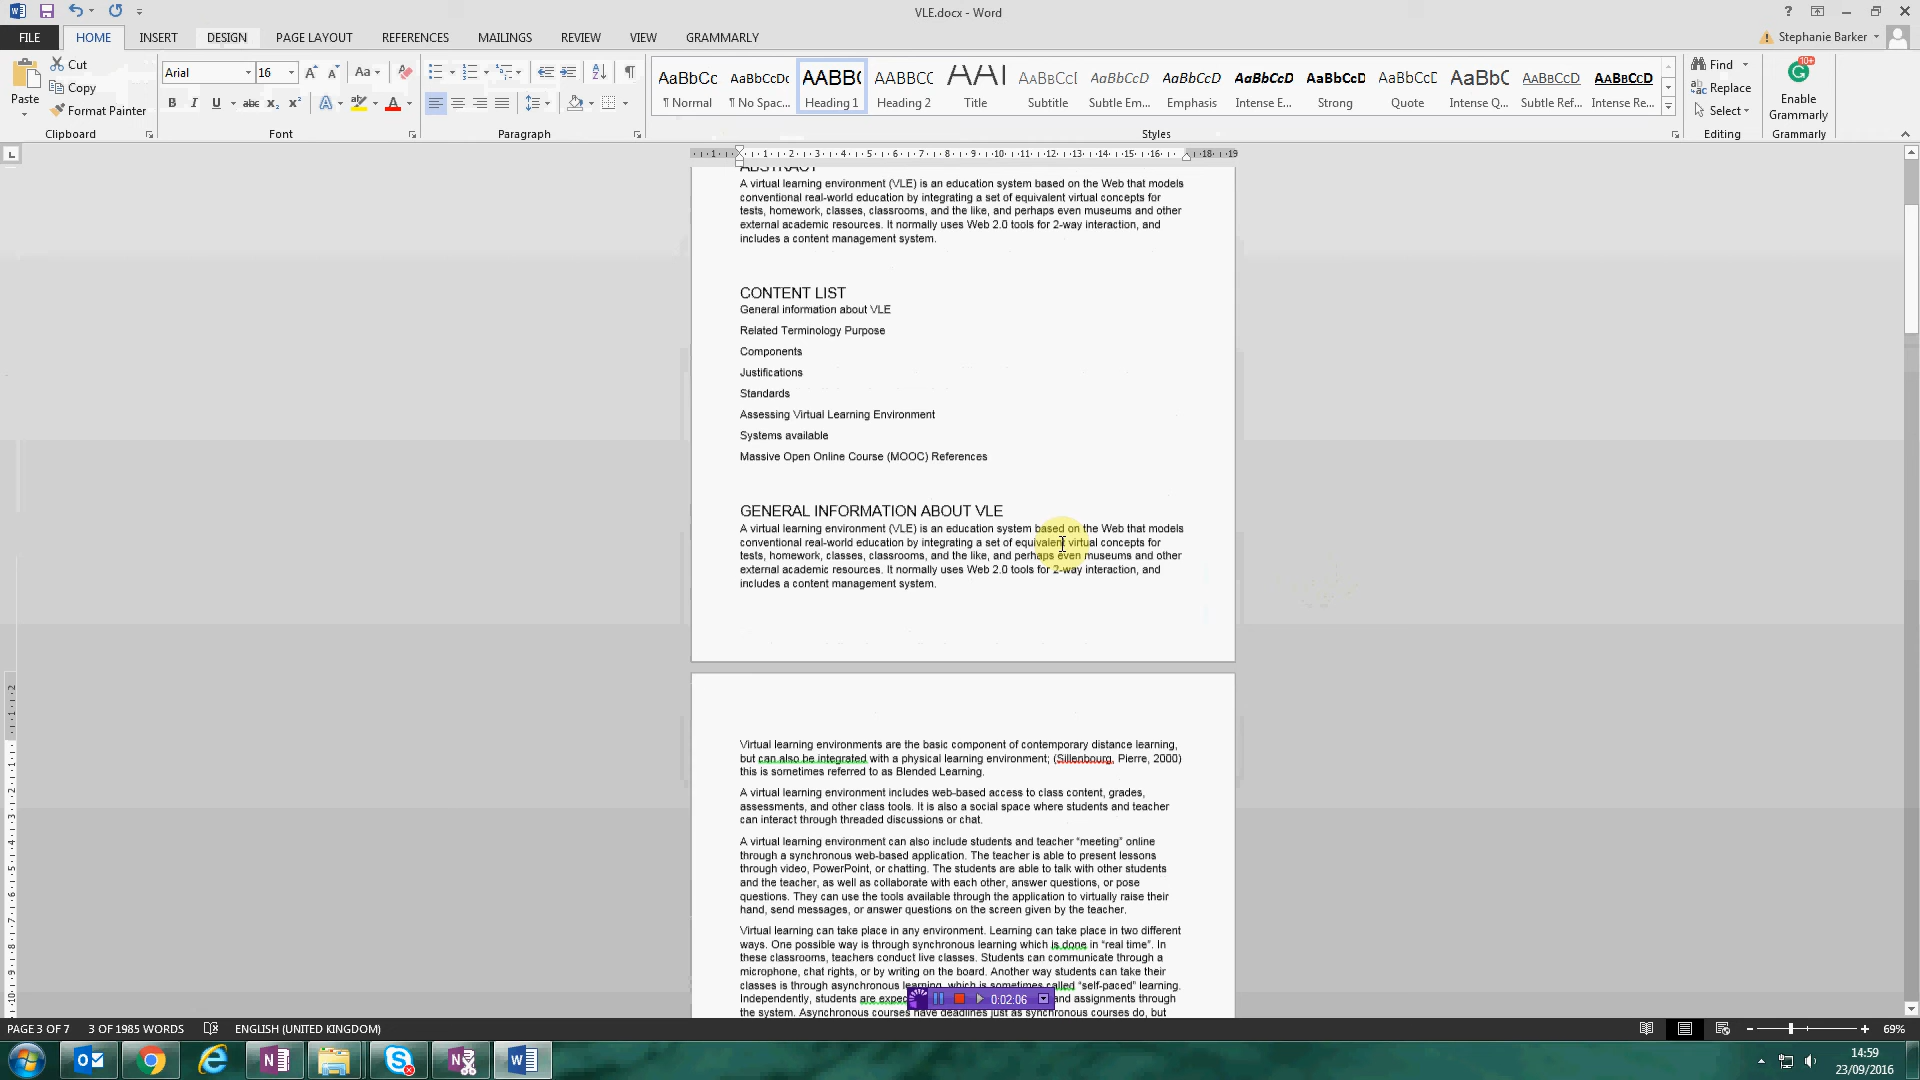 VLE.docx - Word
FILE HOME INSERT DESIGN PAGE LAYOUT REFERENCES MAILINGS REVIEW VIEW GRAMMARLY
Stephanie Barker
Paste
Cut
Copy
Format Painter
Clipboard
Arial 16
Font
Paragraph
AaBbCc AaBbCcDc AABBC AABBCC AAI AaBbCcD AaBbCcD AaBbCcD AaBbCcD AaBbCcD AaBbCcD AaBbC AaBbCcD AaBbCcD
¶ Normal ¶ No Spac... Heading 1 Heading 2 Title Subtitle Subtle Em... Emphasis Intense E... Strong Quote Intense Q... Subtle Ref... Intense Re...
Styles
Find
Replace
Select
Editing
10+
Enable
Grammarly
Grammarly
ABSTRACT
A virtual learning environment (VLE) is an education system based on the Web that models
conventional real-world education by integrating a set of equivalent virtual concepts for
tests, homework, classes, classrooms, and the like, and perhaps even museums and other
external academic resources. It normally uses Web 2.0 tools for 2-way interaction, and
includes a content management system.
CONTENT LIST
General information about VLE
Related Terminology Purpose
Components
Justifications
Standards
Assessing Virtual Learning Environment
Systems available
Massive Open Online Course (MOOC) References
GENERAL INFORMATION ABOUT VLE
A virtual learning environment (VLE) is an education system based on the Web that models
conventional real-world education by integrating a set of equivalent virtual concepts for
tests, homework, classes, classrooms, and the like, and perhaps even museums and other
external academic resources. It normally uses Web 2.0 tools for 2-way interaction, and
includes a content management system.
Virtual learning environments are the basic component of contemporary distance learning,
but can also be integrated with a physical learning environment; (Sillenbourg, Pierre, 2000)
this is sometimes referred to as Blended Learning.
A virtual learning environment includes web-based access to class content, grades,
assessments, and other class tools. It is also a social space where students and teacher
can interact through threaded discussions or chat.
A virtual learning environment can also include students and teacher “meeting” online
through a synchronous web-based application. The teacher is able to present lessons
through video, PowerPoint, or chatting. The students are able to talk with other students
and the teacher, as well as collaborate with each other, answer questions, or pose
questions. They can use the tools available through the application to virtually raise their
hand, send messages, or answer questions on the screen given by the teacher.
Virtual learning can take place in any environment. Learning can take place in two different
ways. One possible way is through synchronous learning which is done in “real time”. In
these classrooms, teachers conduct live classes. Students can communicate through a
microphone, chat rights, or by writing on the board. Another way students can take their
classes is through asynchronous learning, which is sometimes called “self-paced” learning.
Independently, students are expec and assignments through
the system. Asynchronous courses have deadlines just as synchronous courses do, but
0:02:06
PAGE 3 OF 7 3 OF 1985 WORDS ENGLISH (UNITED KINGDOM) 69%
14:59
23/09/2016